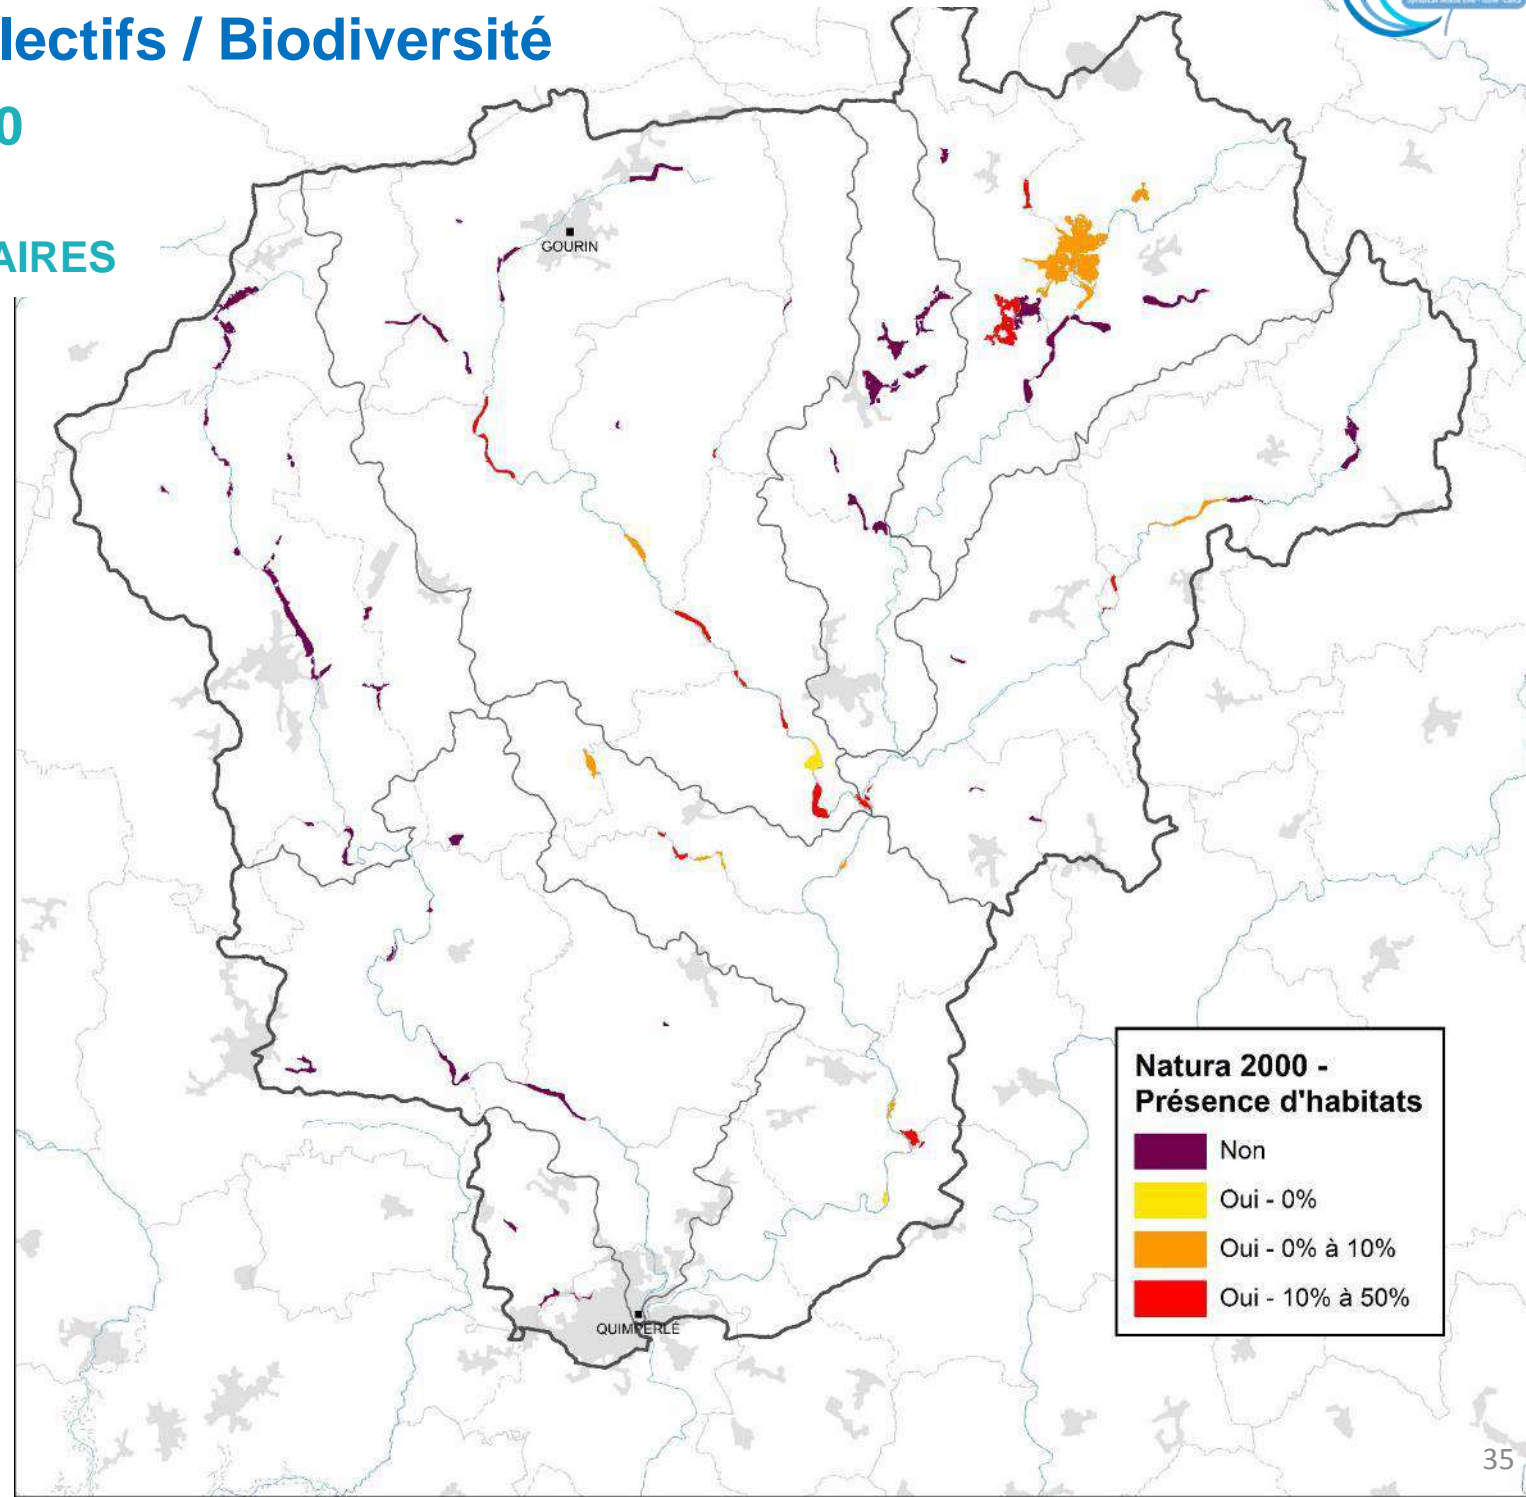 lectifs / Biodiversité
0
AIRES
GOURIN
QUIMPERLÉ
Natura 2000 -
Présence d'habitats
Non
Oui - 0%
Oui - 0% à 10%
Oui - 10% à 50%
35